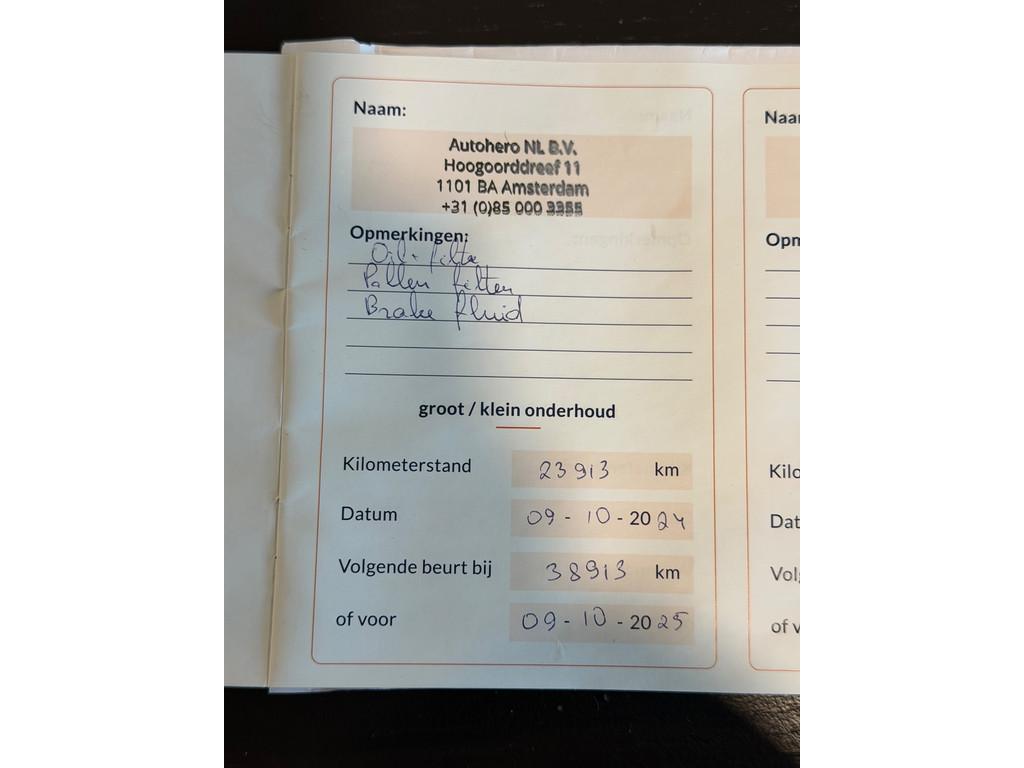 Naam:
Autohero NL B.V.
Hoogoorddreef 11
1101 BA Amsterdam
+31 (0)85 000 3355
Opmerkingen:
Oil + filter
Pollen filter
Brake fluid
groot / klein onderhoud
Kilometerstand 23913 km
Datum 09 - 10 - 2024
Volgende beurt bij 38913 km
of voor 09 - 10 - 2025
Naa
Opm
Kilo
Dat
Vol
of v